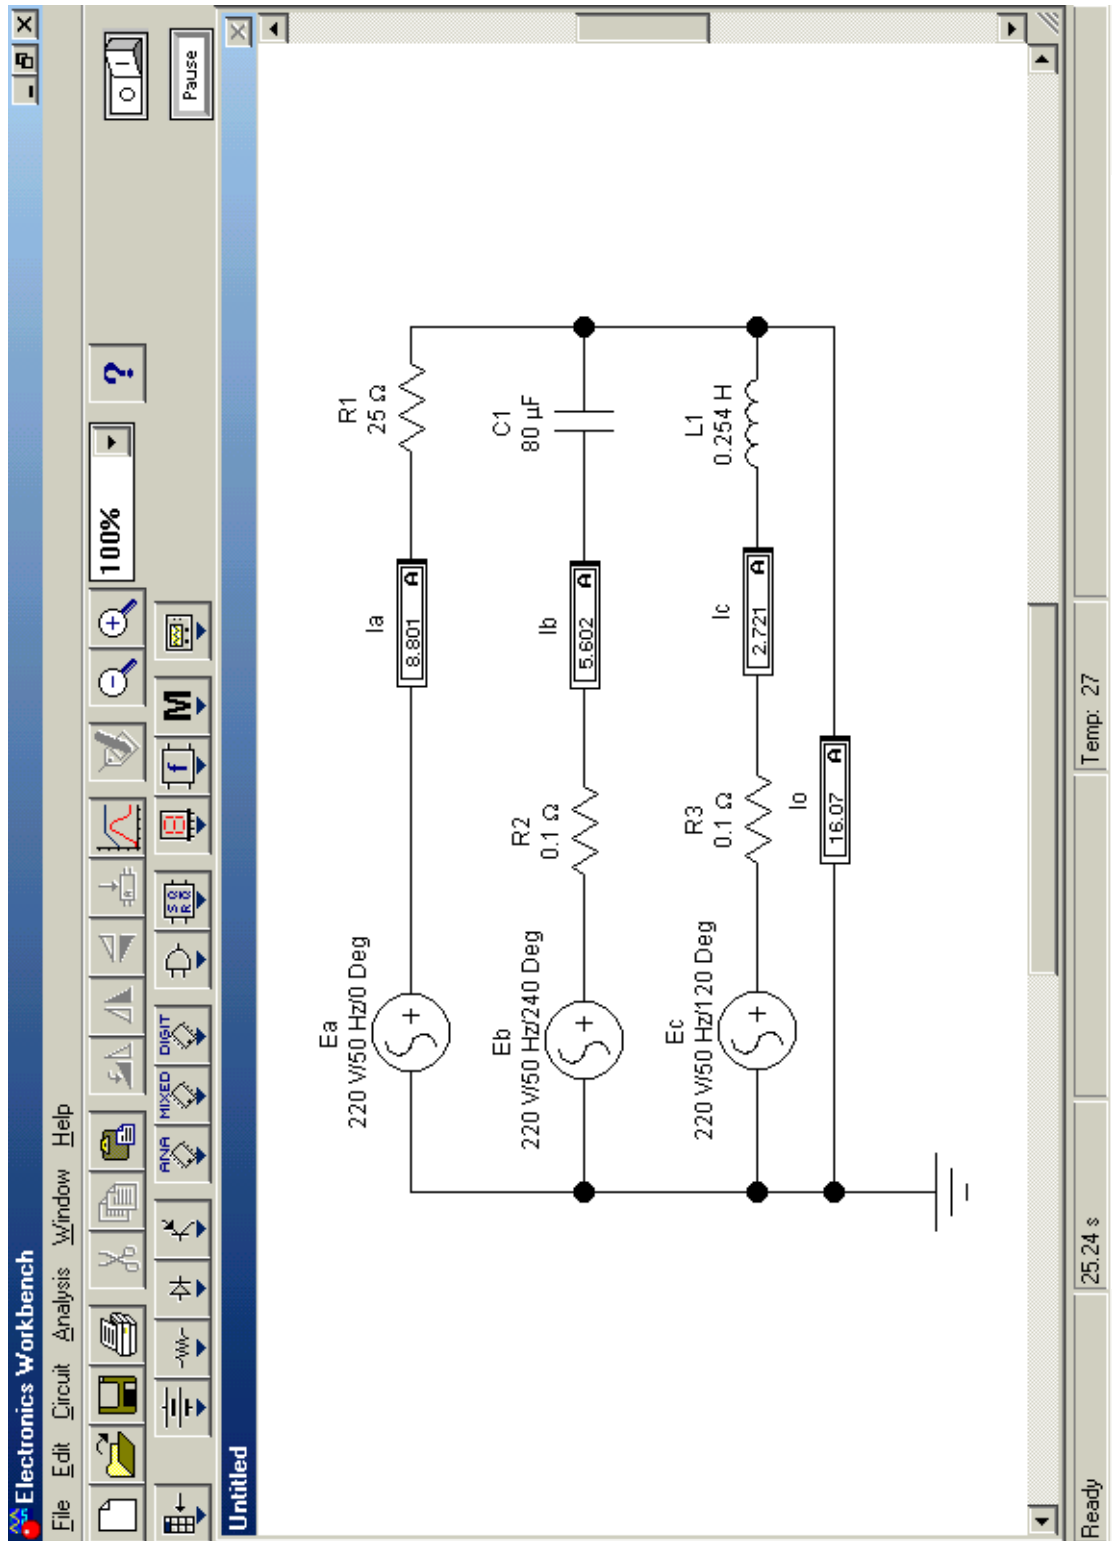 Electronics Workbench
File Edit Circuit Analysis Window Help
100%
?
Pause
ANA
MIXED
DIGIT
f
M
Untitled
Ea
220 V/50 Hz/0 Deg
Ia
8.801 A
R1
25 Ω
Eb
220 V/50 Hz/240 Deg
R2
0.1 Ω
Ib
5.602 A
C1
80 µF
Ec
220 V/50 Hz/120 Deg
R3
0.1 Ω
Ic
2.721 A
L1
0.254 H
Io
16.07 A
Ready
25.24 s
Temp: 27